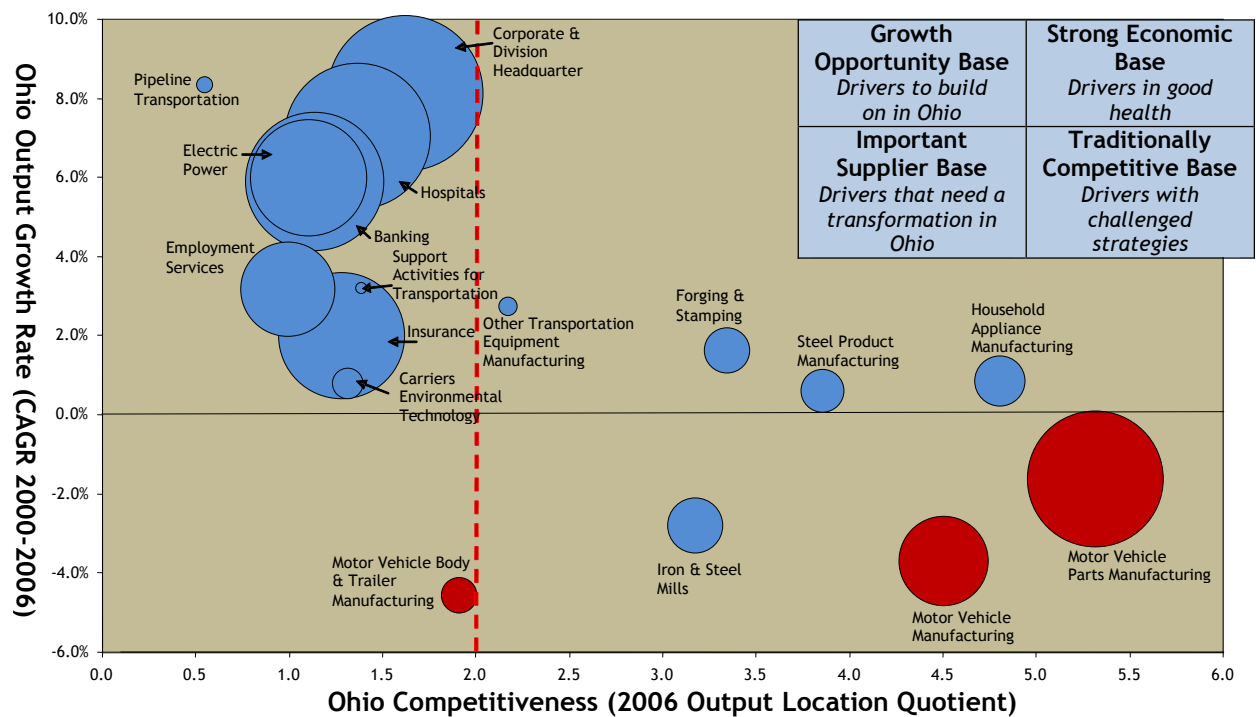 Ohio Output Growth Rate (CAGR 2000-2006)
10.0%
8.0%
6.0%
4.0%
2.0%
0.0%
-2.0%
-4.0%
-6.0%
Pipeline
Transportation
Corporate &
Division
Headquarter
Electric
Power
Hospitals
Banking
Employment
Services
Support
Activities for
Transportation
Insurance
Carriers
Environmental
Technology
Other Transportation
Equipment
Manufacturing
Forging &
Stamping
Steel Product
Manufacturing
Household
Appliance
Manufacturing
Motor Vehicle Body
& Trailer
Manufacturing
Iron & Steel
Mills
Motor Vehicle
Manufacturing
Motor Vehicle
Parts Manufacturing
Growth
Opportunity Base
Drivers to build
on in Ohio
Strong Economic
Base
Drivers in good
health
Important
Supplier Base
Drivers that need a
transformation in
Ohio
Traditionally
Competitive Base
Drivers with
challenged
strategies
0.0
0.5
1.0
1.5
2.0
2.5
3.0
3.5
4.0
4.5
5.0
5.5
6.0
Ohio Competitiveness (2006 Output Location Quotient)